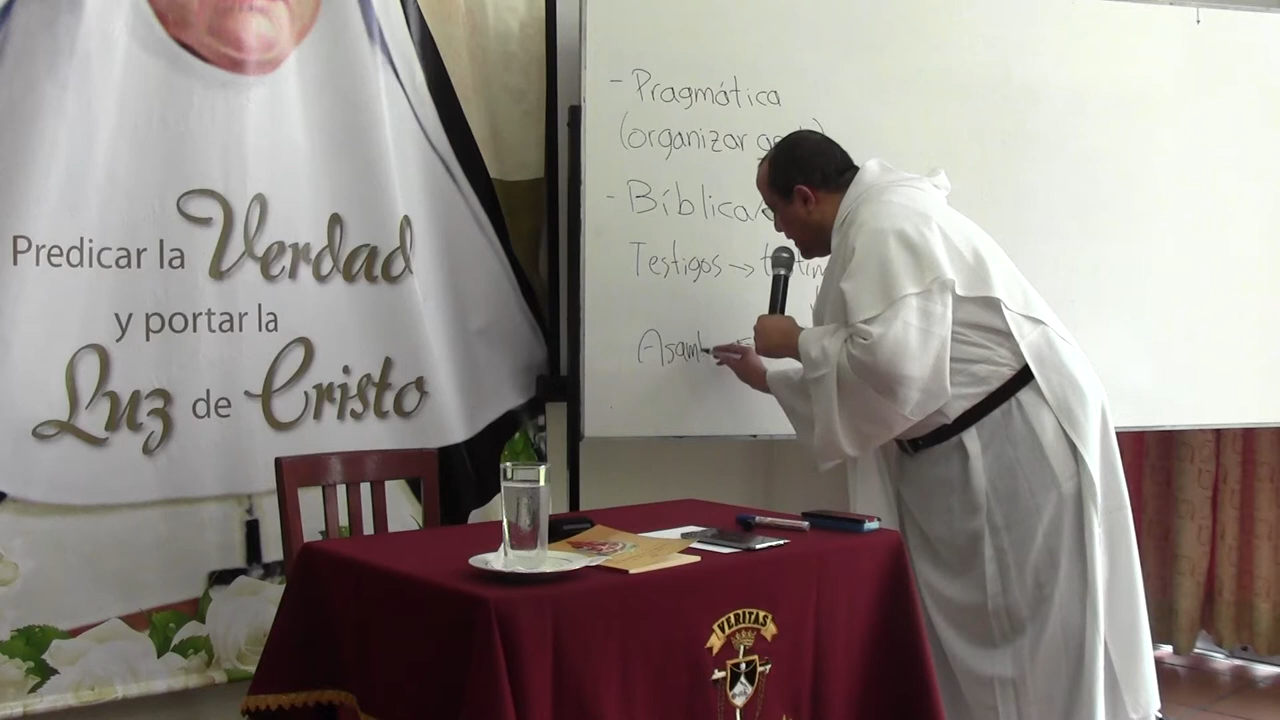 Predicar la Verdad
y portar la
Luz de Cristo
- Pragmática
(organizar
- Bíblica/
Testigos →
VERITAS